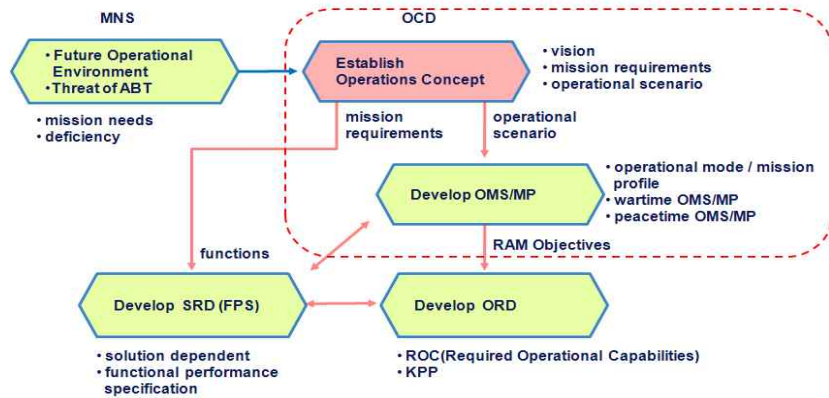 MNS
OCD
• Future Operational
Environment
• Threat of ABT
Establish
Operations Concept
• vision
• mission requirements
• operational scenario
• mission needs
• deficiency
mission
requirements
operational
scenario
Develop OMS/MP
• operational mode / mission
profile
• wartime OMS/MP
• peacetime OMS/MP
functions
RAM Objectives
Develop SRD (FPS)
Develop ORD
• solution dependent
• functional performance
specification
• ROC(Required Operational Capabilities)
• KPP